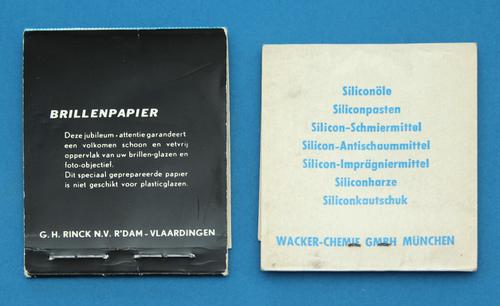 BRILLENPAPIER
Deze jubileum-attentie garandeert
een volkomen schoon en vetvrij
oppervlak van uw brillen-glazen en
foto-objectief.
Dit speciaal geprepareerde papier
is niet geschikt voor plasticglazen.
G. H. RINCK N.V. R'DAM - VLAARDINGEN
Siliconöle
Siliconpasten
Silicon-Schmiermittel
Silicon-Antischaummittel
Silicon-Imprägniermittel
Siliconharze
Siliconkautschuk
WACKER-CHEMIE GMBH MÜNCHEN